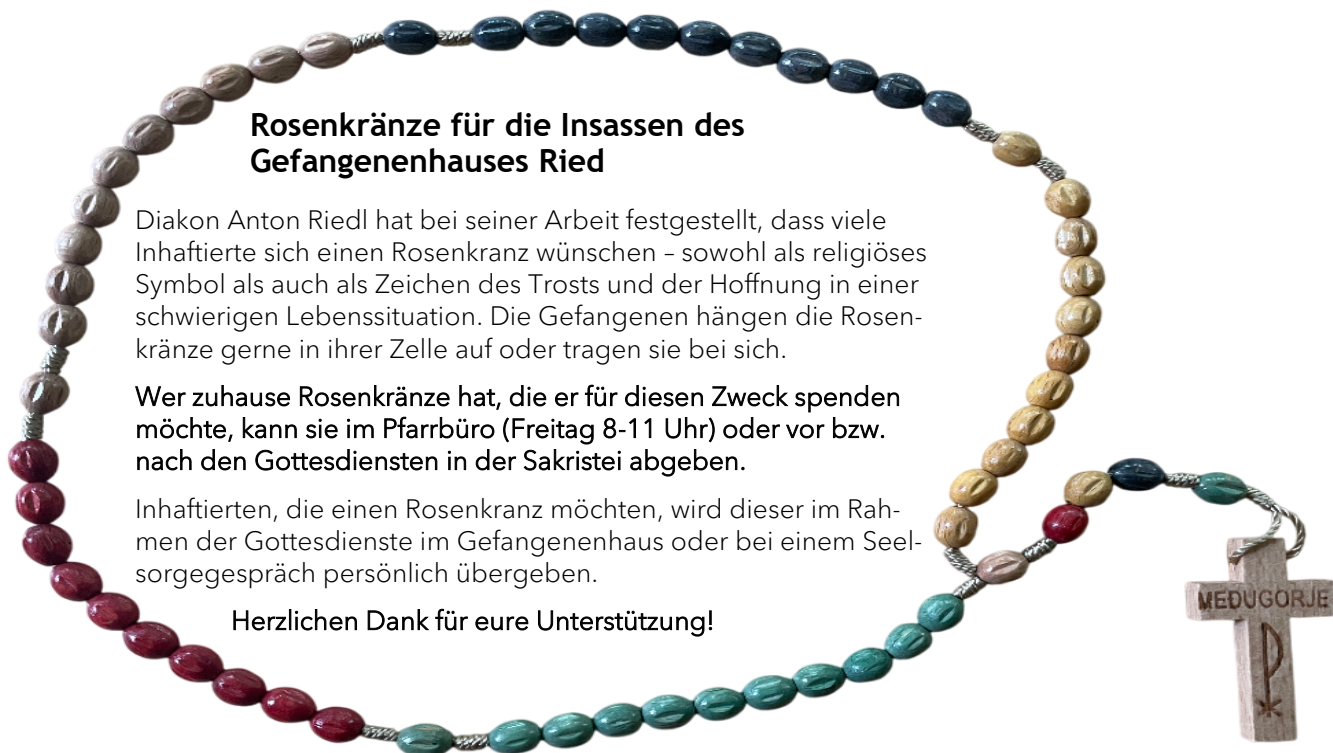 Rosenkränze für die Insassen des
Gefangenenhauses Ried
Diakon Anton Riedl hat bei seiner Arbeit festgestellt, dass viele
Inhaftierte sich einen Rosenkranz wünschen – sowohl als religiöses
Symbol als auch als Zeichen des Trosts und der Hoffnung in einer
schwierigen Lebenssituation. Die Gefangenen hängen die Rosen-
kränze gerne in ihrer Zelle auf oder tragen sie bei sich.
Wer zuhause Rosenkränze hat, die er für diesen Zweck spenden
möchte, kann sie im Pfarrbüro (Freitag 8-11 Uhr) oder vor bzw.
nach den Gottesdiensten in der Sakristei abgeben.
Inhaftierten, die einen Rosenkranz möchten, wird dieser im Rah-
men der Gottesdienste im Gefangenenhaus oder bei einem Seel-
sorgegespräch persönlich übergeben.
Herzlichen Dank für eure Unterstützung!
MEDUGORJE